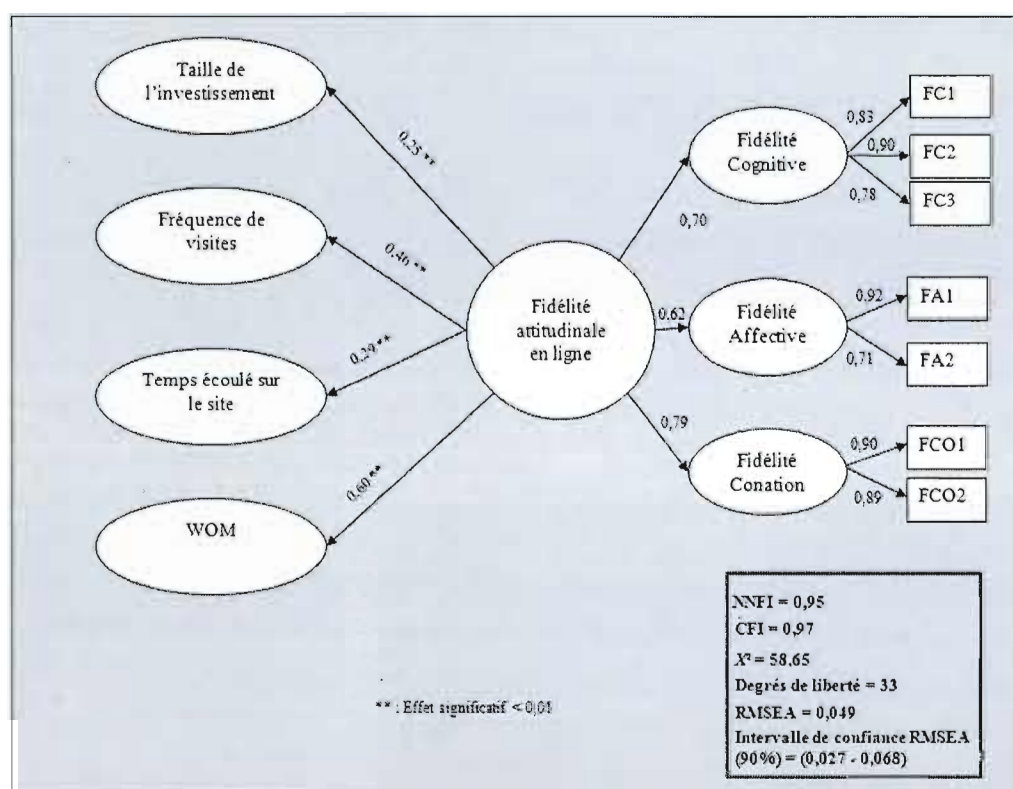 Taille de
l'investissement
0,25 **
Fréquence de
visites
0,46 **
Temps écoulé sur
le site
0,29 **
WOM
0,60 **
Fidélité
attitudinale
en ligne
0,70
0,62
0,79
Fidélité
Cognitive
0,83
0,90
0,78
FC1
FC2
FC3
Fidélité
Affective
0,92
0,71
FA1
FA2
Fidélité
Conation
0,90
0,89
FCO1
FCO2
NNFI = 0,95
CFI = 0,97
X² = 58.65
Degrés de liberté = 33
RMSEA = 0,049
Intervalle de confiance RMSEA
(90%) = (0,027 - 0,068)
** : Effet significatif < 0,01